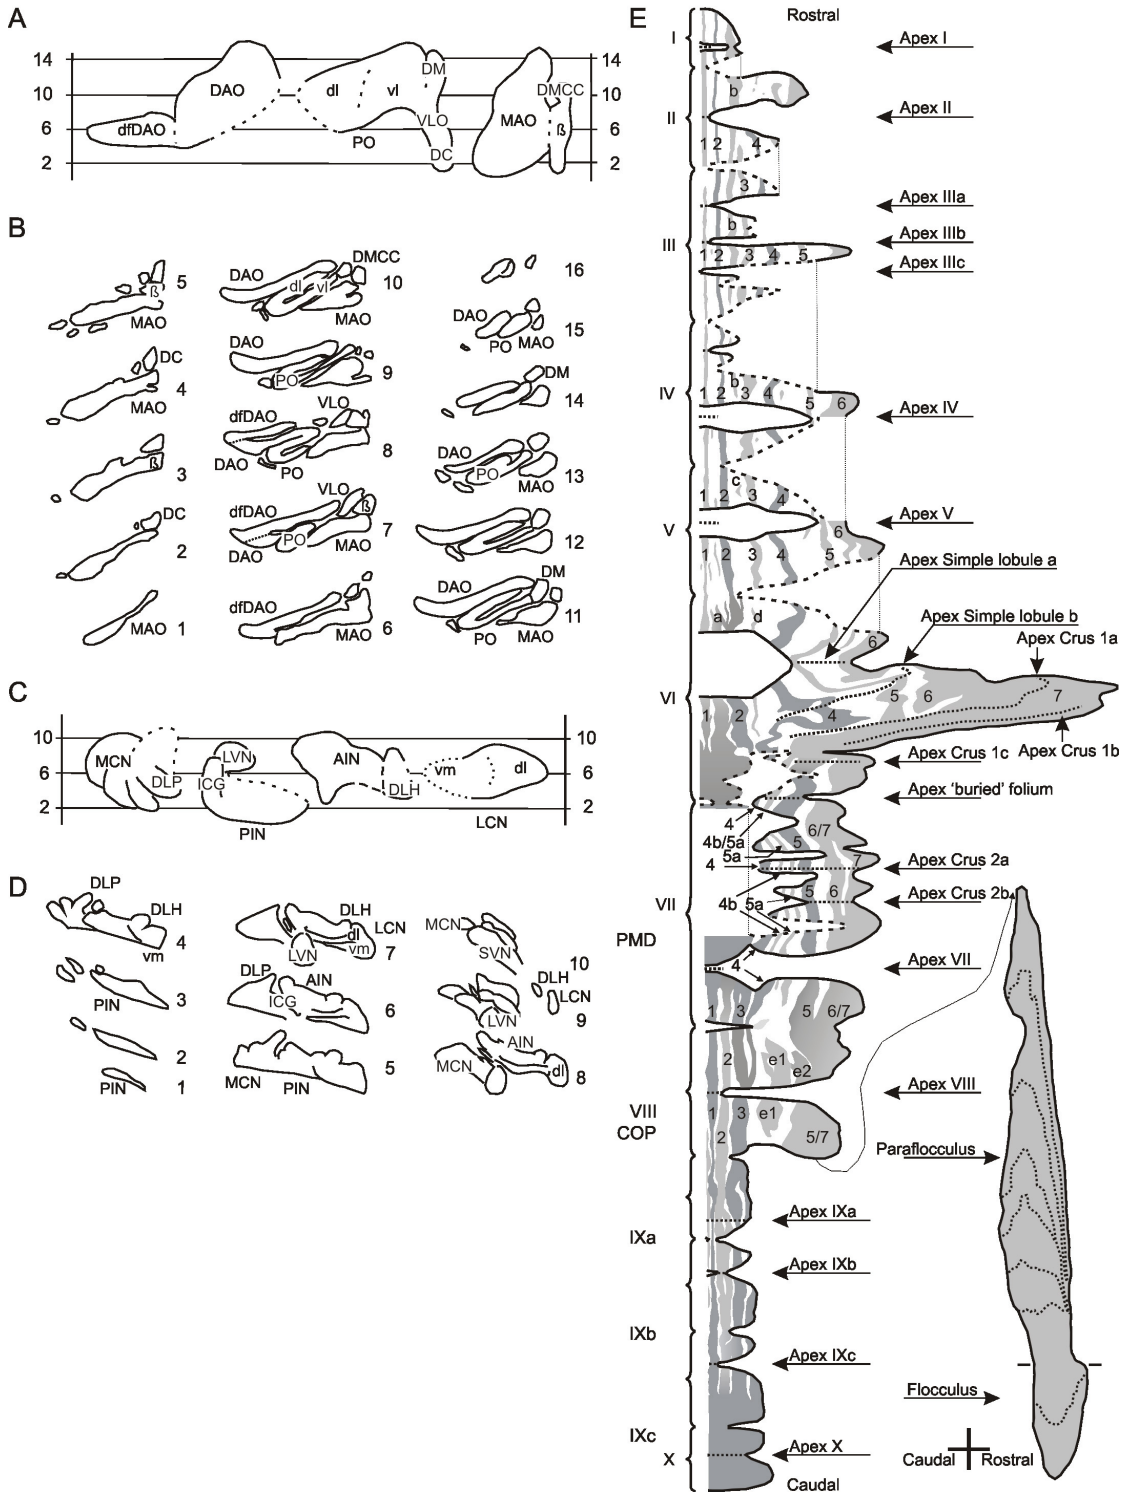 A
14
10
6
2
DAO
dfDAO
dl
vl
DM
VLO
PO
DC
MAO
DMCC
ß
14
10
6
2
B
5
ß
MAO
DC
4
MAO
3
ß
DC
2
MAO
1
DMCC
DAO
dl
vl
10
MAO
DAO
9
PO
VLO
dfDAO
8
DAO
PO
VLO
dfDAO
ß
7
PO
DAO
MAO
dfDAO
MAO
6
16
DAO
15
PO
MAO
DM
14
13
PO
DAO
MAO
12
DM
DAO
11
PO
MAO
C
10
6
2
MCN
DLP
LVN
ICG
PIN
AIN
DLH
vm
dl
LCN
10
6
2
D
DLP
DLH
4
vm
3
PIN
2
1
PIN
DLH
LCN
dl
LVN
vm
7
DLP
AIN
ICG
6
5
MCN
PIN
MCN
SVN
10
DLH
LCN
LVN
9
AIN
MCN
dl
8
E
Rostral
I
Apex I
b
II
Apex II
1 2 4
3
Apex IIIa
b
Apex IIIb
III
1 2 3 4 5
Apex IIIc
b
IV
1 2 3 4 5 6
Apex IV
c
1 2 3 4
V
Apex V
6
1 2 3 4 5
Apex Simple lobule a
a d
6
Apex Simple lobule b
Apex Crus 1a
VI
5 6 7
1 2 4
Apex Crus 1c
Apex Crus 1b
Apex ‘buried’ folium
4
6/7
4b/5a
5
5a
4
7
Apex Crus 2a
4b
5a
5 6
Apex Crus 2b
VII
PMD
4
Apex VII
1 3 5 6/7
2
e1
e2
Apex VIII
VIII
COP
1 3 e1
2
5/7
Paraflocculus
Apex IXa
IXa
Apex IXb
IXb
Apex IXc
Flocculus
IXc
X
Apex X
Caudal Rostral
Caudal